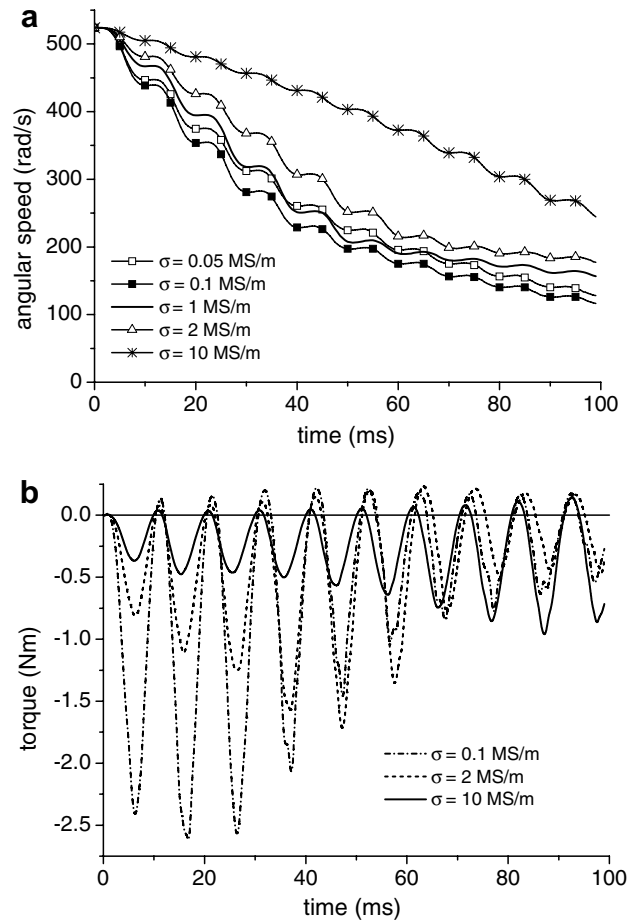 a
500
400
300
200
100
0
angular speed (rad/s)
σ = 0.05 MS/m
σ = 0.1 MS/m
σ = 1 MS/m
σ = 2 MS/m
σ = 10 MS/m
0 20 40 60 80 100
time (ms)
b
0.0
-0.5
-1.0
-1.5
-2.0
-2.5
torque (Nm)
σ = 0.1 MS/m
σ = 2 MS/m
σ = 10 MS/m
0 20 40 60 80 100
time (ms)